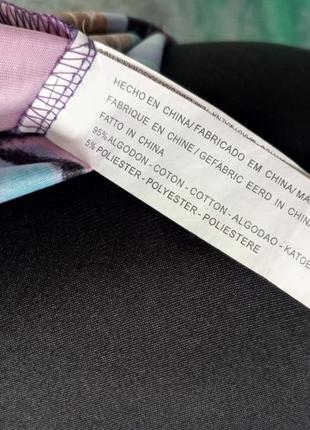 HECHO EN CHINA/ FABRICADO EM CHINA/ MA
FABRIQUE EN CHINE/ GEFABRIC EERD IN CHINA
FATTO IN CHINA
95% ALGODON - COTON - COTTON - ALGODAO - KATOE
5% POLIESTER - POLYESTER - POLIESTERE